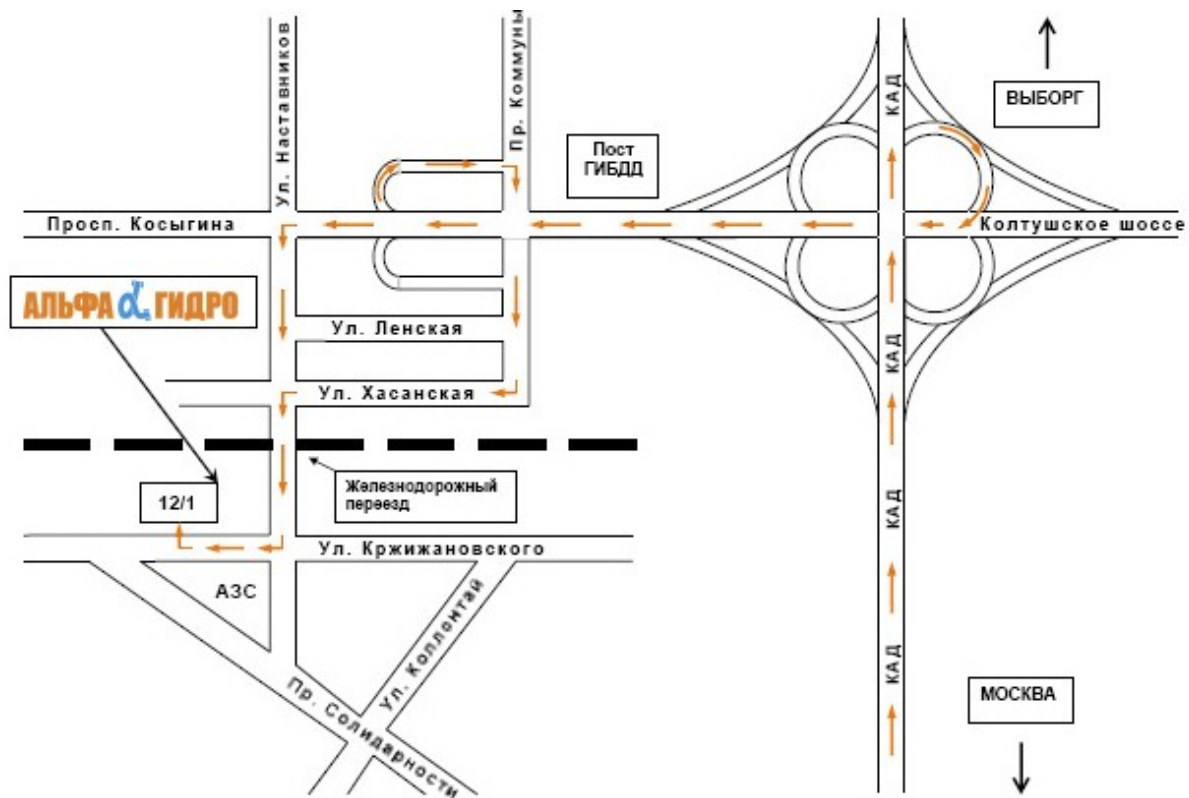 Ул. Наставников
Пр. Коммуны
КАД
ВЫБОРГ
Пост
ГИБДД
Просп. Косыгина
Колтушское шоссе
АЛЬФА α ГИДРО
Ул. Ленская
КАД
Ул. Хасанская
Железнодорожный
переезд
12/1
КАД
Ул. Кржижановского
АЗС
Ул. Коллонтай
КАД
Пр. Солидарности
МОСКВА